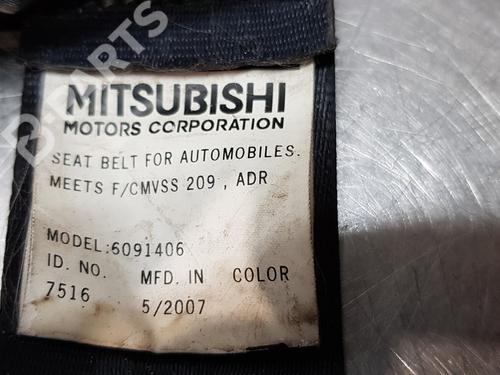 B-PARTS
MITSUBISHI
MOTORS CORPORATION
SEAT BELT FOR AUTOMOBILES.
MEETS F/CMVSS 209 , ADR
MODEL:6091406
ID. NO. MFD. IN COLOR
7516 5/2007